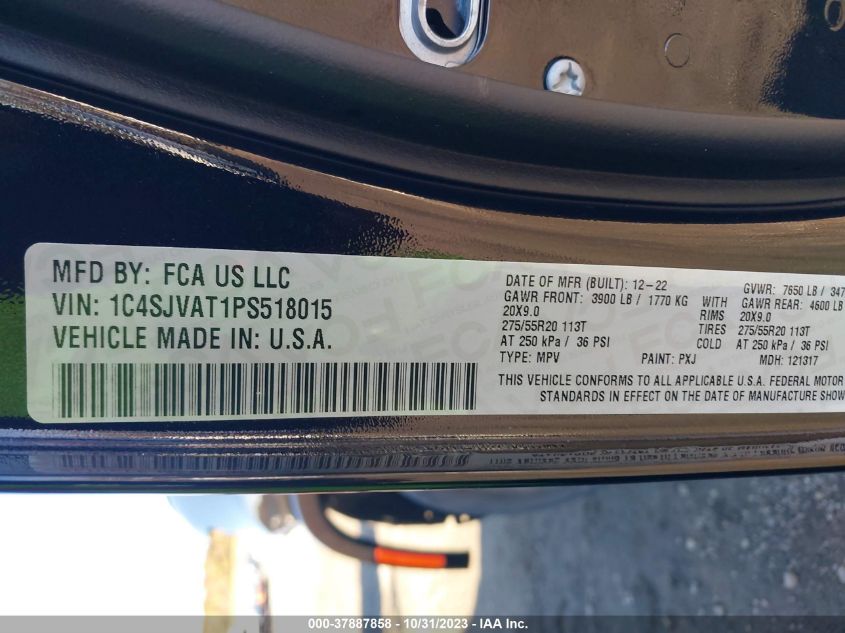 MFD BY: FCA US LLC
VIN: 1C4SJVAT1PS518015
VEHICLE MADE IN: U.S.A.
DATE OF MFR (BUILT): 12-22 GVWR: 7650 LB / 347
GAWR FRONT: 3900 LB / 1770 KG WITH GAWR REAR: 4600 LB
20X9.0 RIMS 20X9.0
275/55R20 113T TIRES 275/55R20 113T
AT 250 kPa / 36 PSI COLD AT 250 kPa / 36 PSI
TYPE: MPV PAINT: PXJ MDH: 121317
THIS VEHICLE CONFORMS TO ALL APPLICABLE U.S.A. FEDERAL MOTOR
STANDARDS IN EFFECT ON THE DATE OF MANUFACTURE SHOW
000-37887858 - 10/31/2023 - IAA Inc.